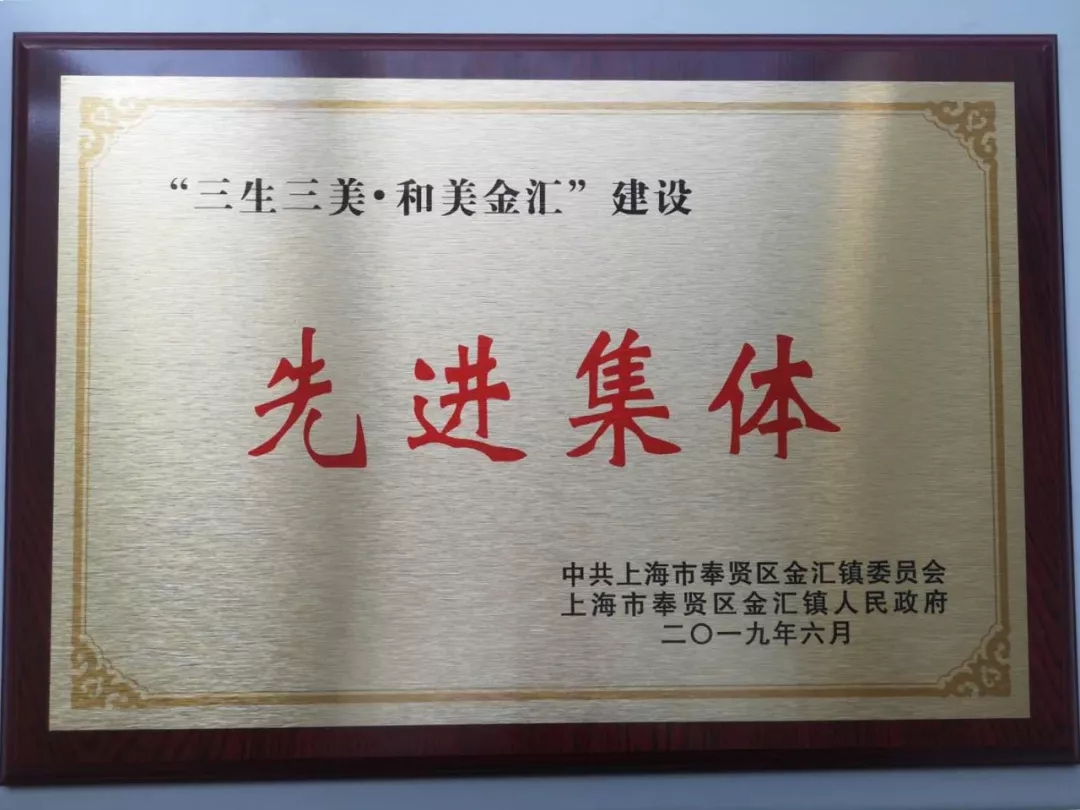 “三生三美·和美金汇”建设
先进集体
中共上海市奉贤区金汇镇委员会
上海市奉贤区金汇镇人民政府
二〇一九年六月